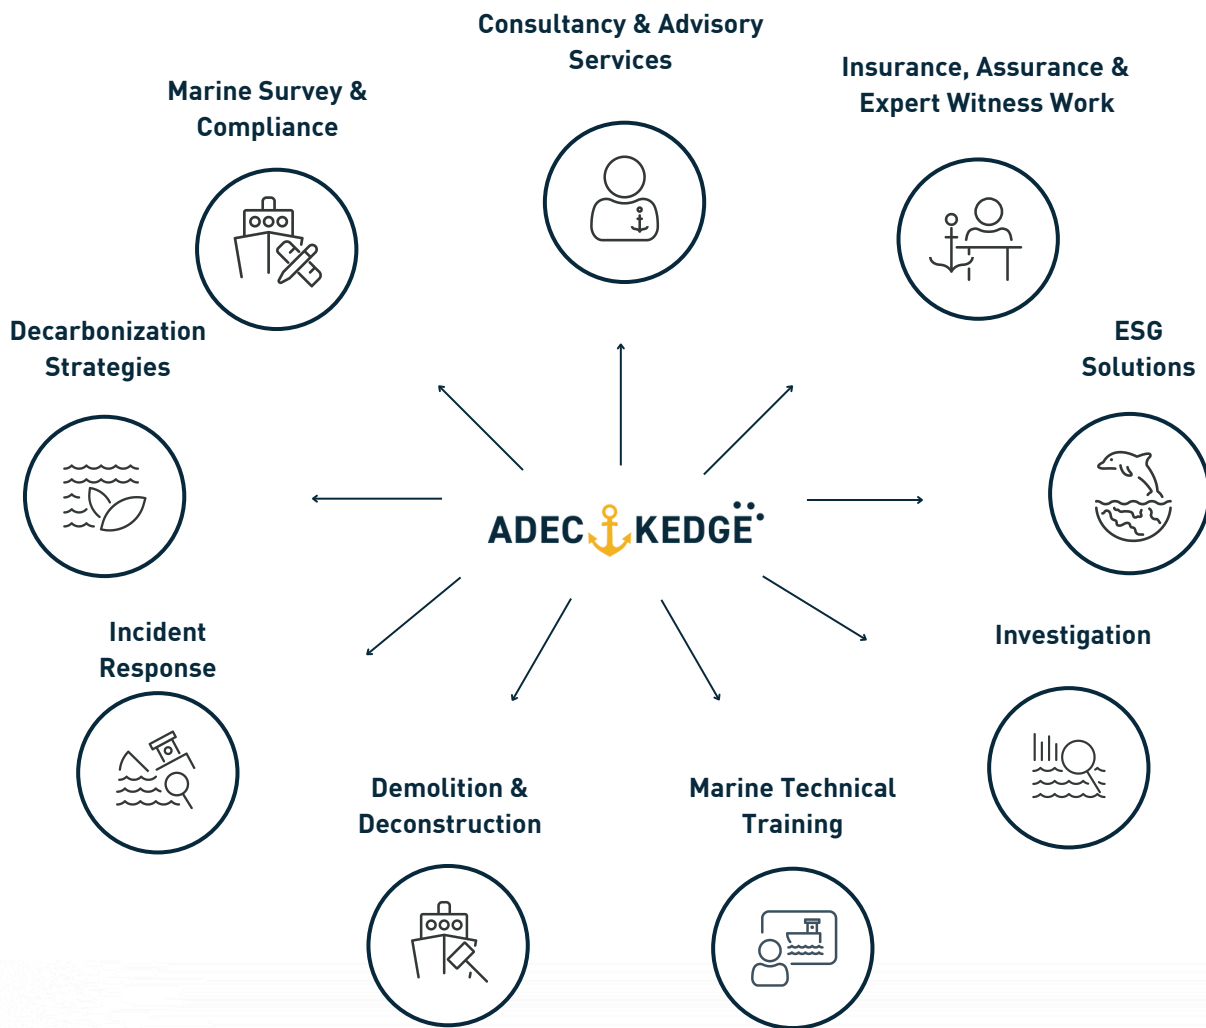 Consultancy & Advisory
Services
Insurance, Assurance &
Expert Witness Work
Marine Survey &
Compliance
Decarbonization
Strategies
ESG
Solutions
ADEC KEDGE
Incident
Response
Investigation
Demolition &
Deconstruction
Marine Technical
Training